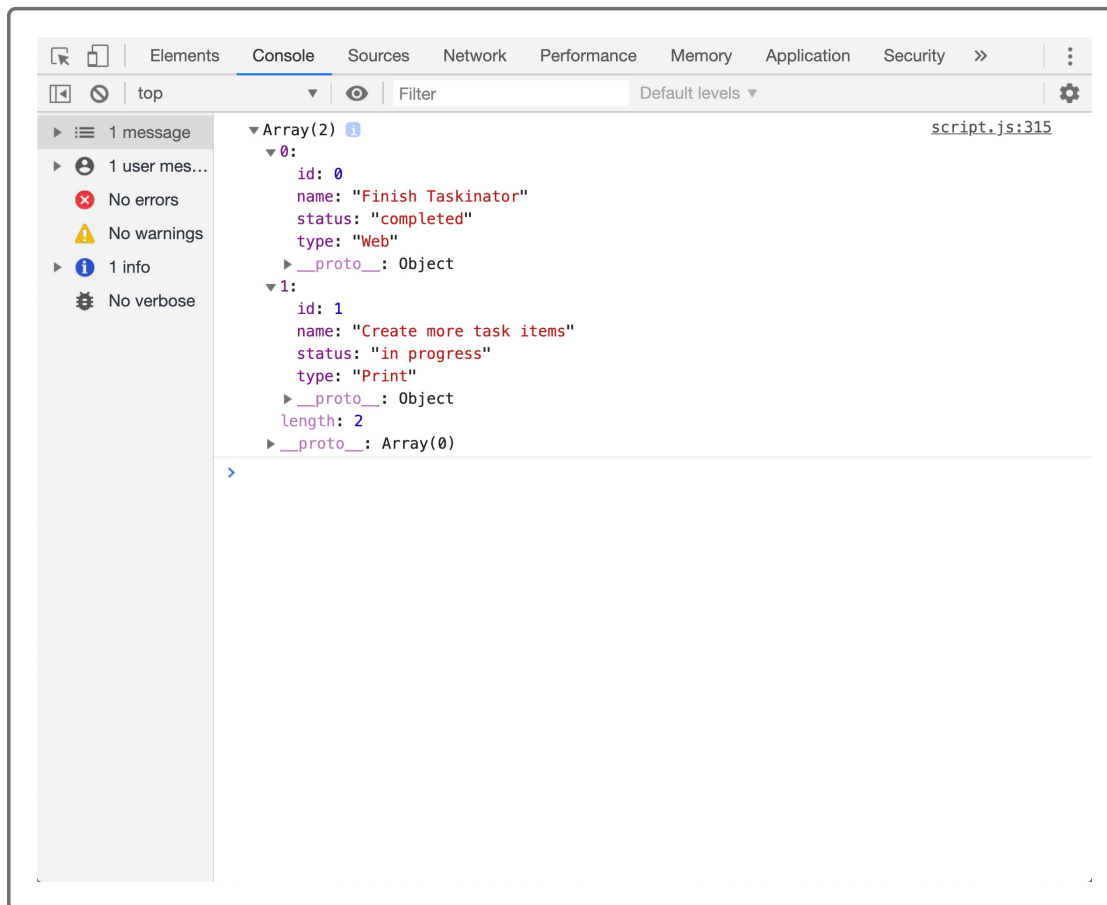 Elements Console Sources Network Performance Memory Application Security »
top ▼ Filter Default levels ▼
1 message
1 user mes...
No errors
No warnings
1 info
No verbose
▼Array(2) i script.js:315
▼0:
id: 0
name: "Finish Taskinator"
status: "completed"
type: "Web"
▶__proto__: Object
▼1:
id: 1
name: "Create more task items"
status: "in progress"
type: "Print"
▶__proto__: Object
length: 2
▶__proto__: Array(0)
>